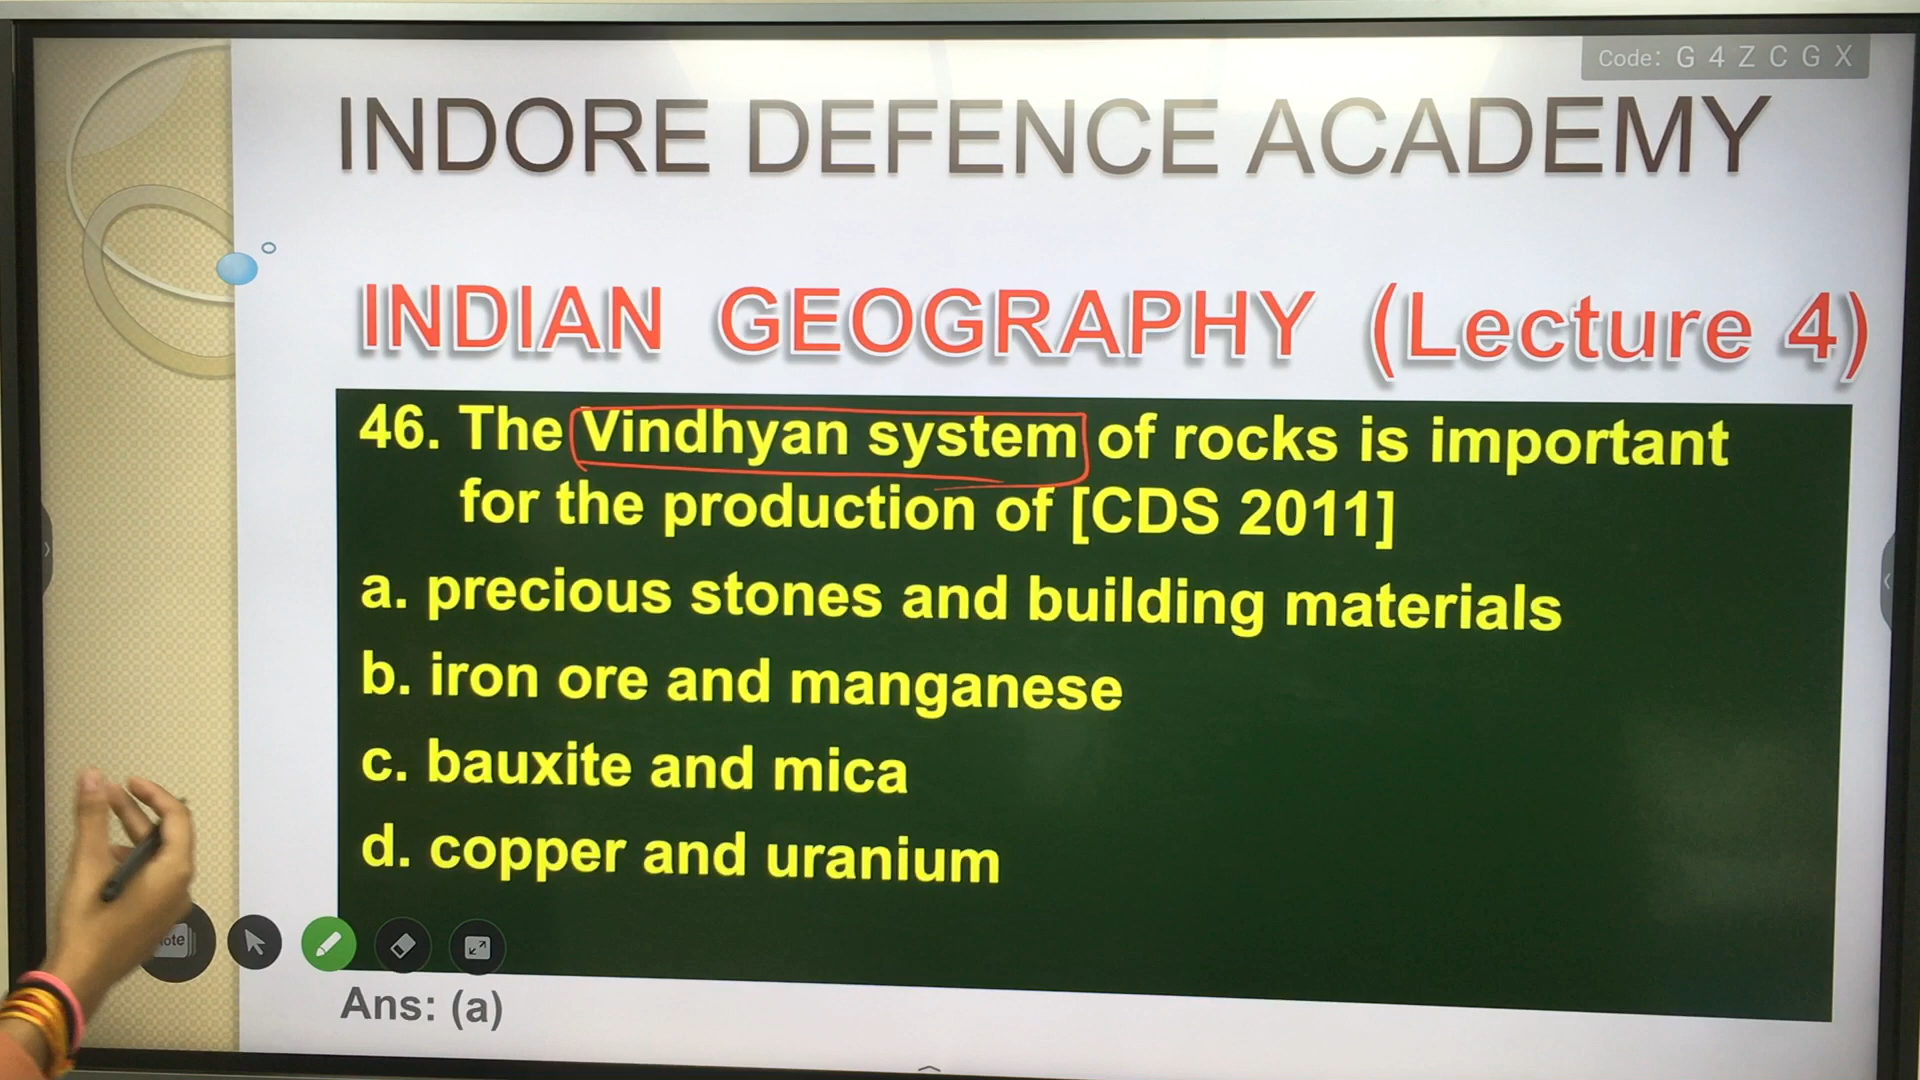 Code: G 4 Z C G X
INDORE DEFENCE ACADEMY
INDIAN GEOGRAPHY (Lecture 4)
46. The Vindhyan system of rocks is important
for the production of [CDS 2011]
a. precious stones and building materials
b. iron ore and manganese
c. bauxite and mica
d. copper and uranium
Ans: (a)